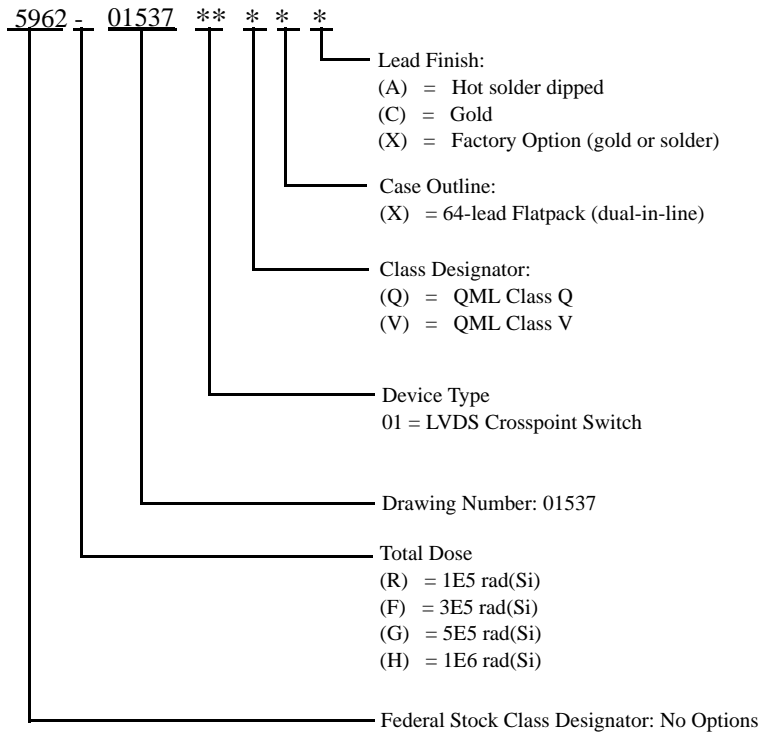 5962 - 01537 ** * * *
Lead Finish:
(A) = Hot solder dipped
(C) = Gold
(X) = Factory Option (gold or solder)
Case Outline:
(X) = 64-lead Flatpack (dual-in-line)
Class Designator:
(Q) = QML Class Q
(V) = QML Class V
Device Type
01 = LVDS Crosspoint Switch
Drawing Number: 01537
Total Dose
(R) = 1E5 rad(Si)
(F) = 3E5 rad(Si)
(G) = 5E5 rad(Si)
(H) = 1E6 rad(Si)
Federal Stock Class Designator: No Options